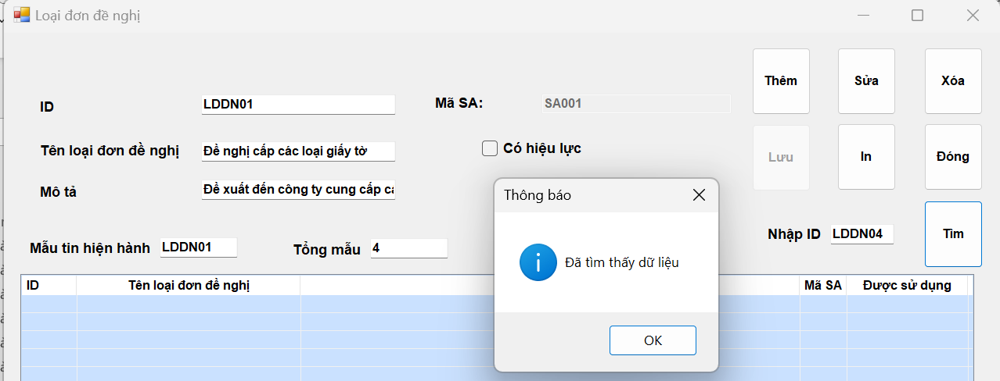 Loại đơn đề nghị
Thêm
Sửa
Xóa
ID
LDDN01
Mã SA:
SA001
Tên loại đơn đề nghị
Đề nghị cấp các loại giấy tờ
Có hiệu lực
Lưu
In
Đóng
Mô tả
Đề xuất đến công ty cung cấp cá
Thông báo
Đã tìm thấy dữ liệu
OK
Nhập ID
LDDN04
Tìm
Mẫu tin hiện hành
LDDN01
Tổng mẫu
4
ID
Tên loại đơn đề nghị
Mã SA
Được sử dụng